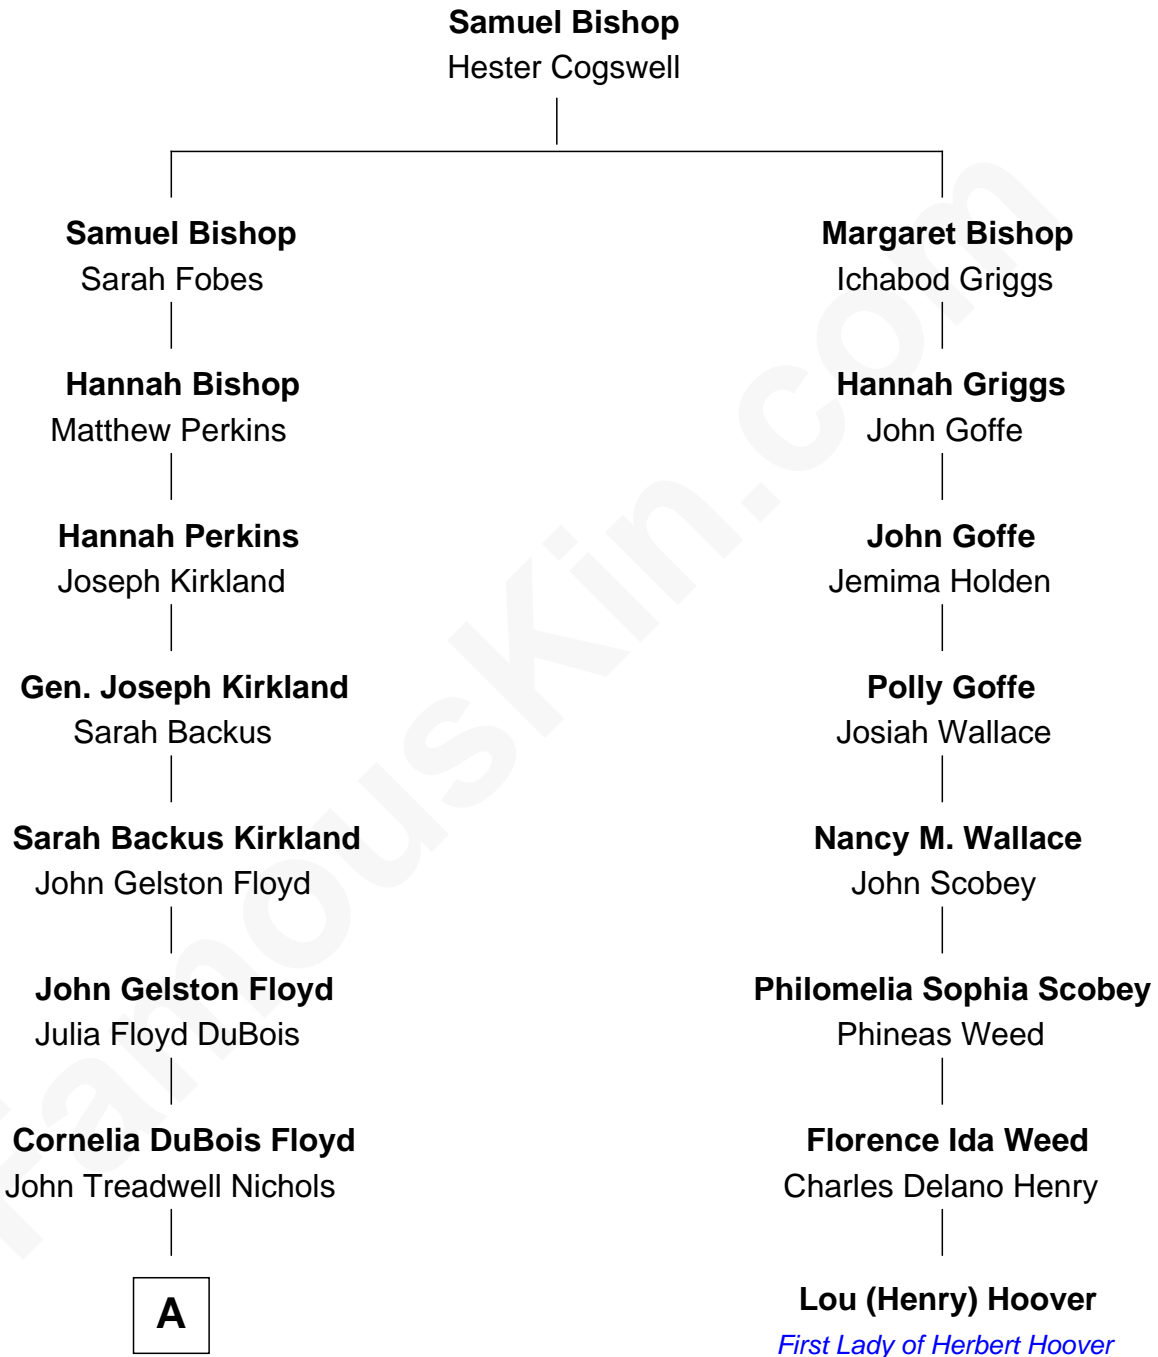 Samuel Bishop
Hester Cogswell
Samuel Bishop
Sarah Fobes
Margaret Bishop
Ichabod Griggs
Hannah Bishop
Matthew Perkins
Hannah Griggs
John Goffe
Hannah Perkins
Joseph Kirkland
John Goffe
Jemima Holden
Gen. Joseph Kirkland
Sarah Backus
Polly Goffe
Josiah Wallace
Sarah Backus Kirkland
John Gelston Floyd
Nancy M. Wallace
John Scobey
John Gelston Floyd
Julia Floyd DuBois
Philomelia Sophia Scobey
Phineas Weed
Cornelia DuBois Floyd
John Treadwell Nichols
Florence Ida Weed
Charles Delano Henry
A
Lou (Henry) Hoover
First Lady of Herbert Hoover
FamousKin.com